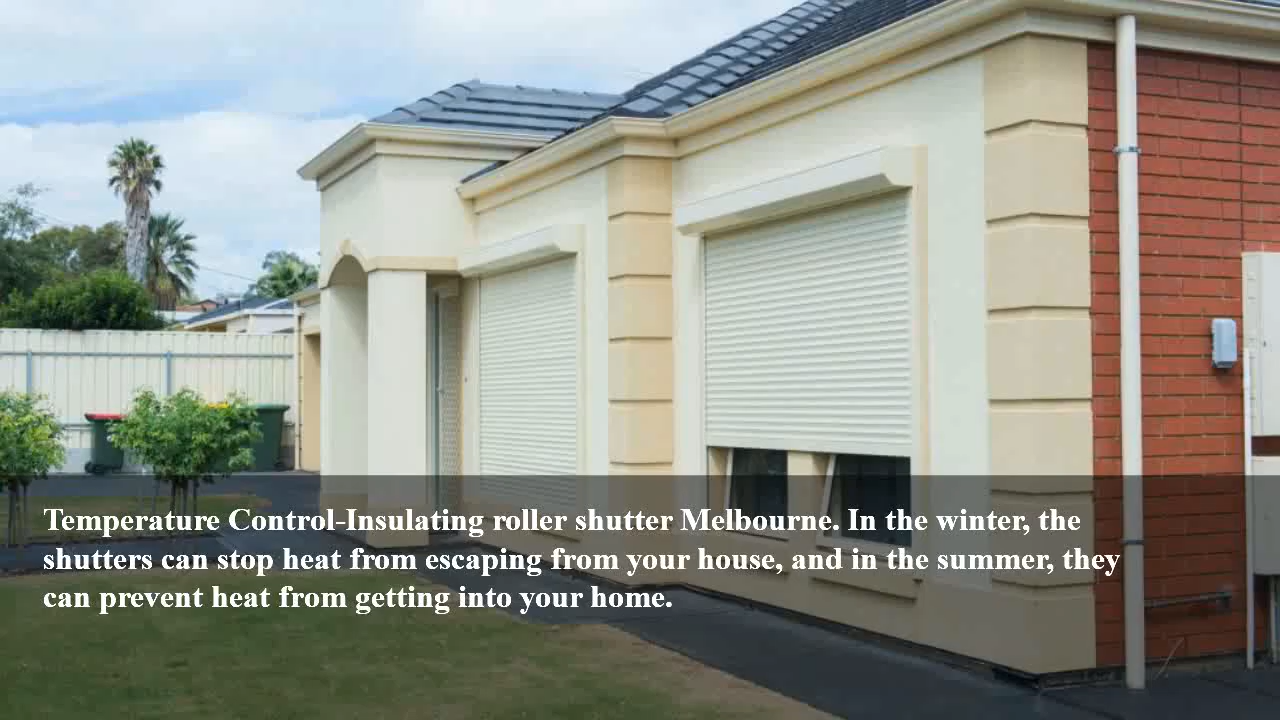 Temperature Control-Insulating roller shutter Melbourne. In the winter, the
shutters can stop heat from escaping from your house, and in the summer, they
can prevent heat from getting into your home.